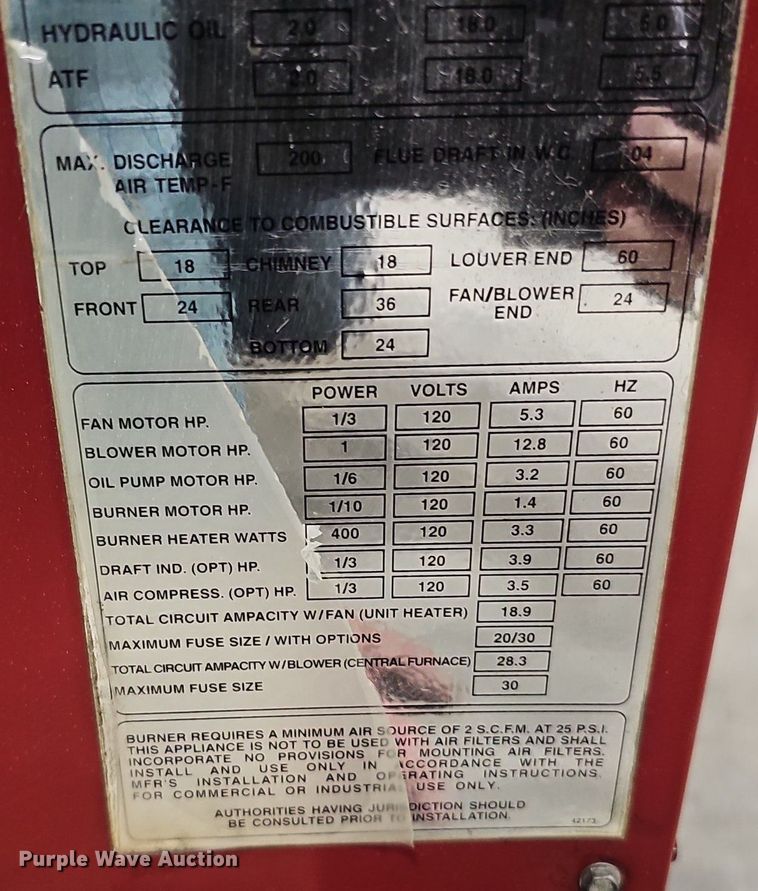 HYDRAULIC OIL 2.0 18.0 6.0
ATF 2.0 18.0 5.5
MAX. DISCHARGE AIR TEMP-F 200 FLUE DRAFT IN W.C. .04
CLEARANCE TO COMBUSTIBLE SURFACES: (INCHES)
TOP 18 CHIMNEY 18 LOUVER END 60
FRONT 24 REAR 36 FAN/BLOWER END 24
BOTTOM 24
POWER VOLTS AMPS HZ
FAN MOTOR HP. 1/3 120 5.3 60
BLOWER MOTOR HP. 1 120 12.8 60
OIL PUMP MOTOR HP. 1/6 120 3.2 60
BURNER MOTOR HP. 1/10 120 1.4 60
BURNER HEATER WATTS 400 120 3.3 60
DRAFT IND. (OPT) HP. 1/3 120 3.9 60
AIR COMPRESS. (OPT) HP. 1/3 120 3.5 60
TOTAL CIRCUIT AMPACITY W/FAN (UNIT HEATER) 18.9
MAXIMUM FUSE SIZE / WITH OPTIONS 20/30
TOTAL CIRCUIT AMPACITY W/BLOWER (CENTRAL FURNACE) 28.3
MAXIMUM FUSE SIZE 30
BURNER REQUIRES A MINIMUM AIR SOURCE OF 2 S.C.F.M. AT 25 P.S.I.
THIS APPLIANCE IS NOT TO BE USED WITH AIR FILTERS AND SHALL
INCORPORATE NO PROVISIONS FOR MOUNTING AIR FILTERS.
INSTALL AND USE ONLY IN ACCORDANCE WITH THE
MFR'S INSTALLATION AND OPERATING INSTRUCTIONS.
FOR COMMERCIAL OR INDUSTRIAL USE ONLY.
AUTHORITIES HAVING JURISDICTION SHOULD
BE CONSULTED PRIOR TO INSTALLATION.
Purple Wave Auction